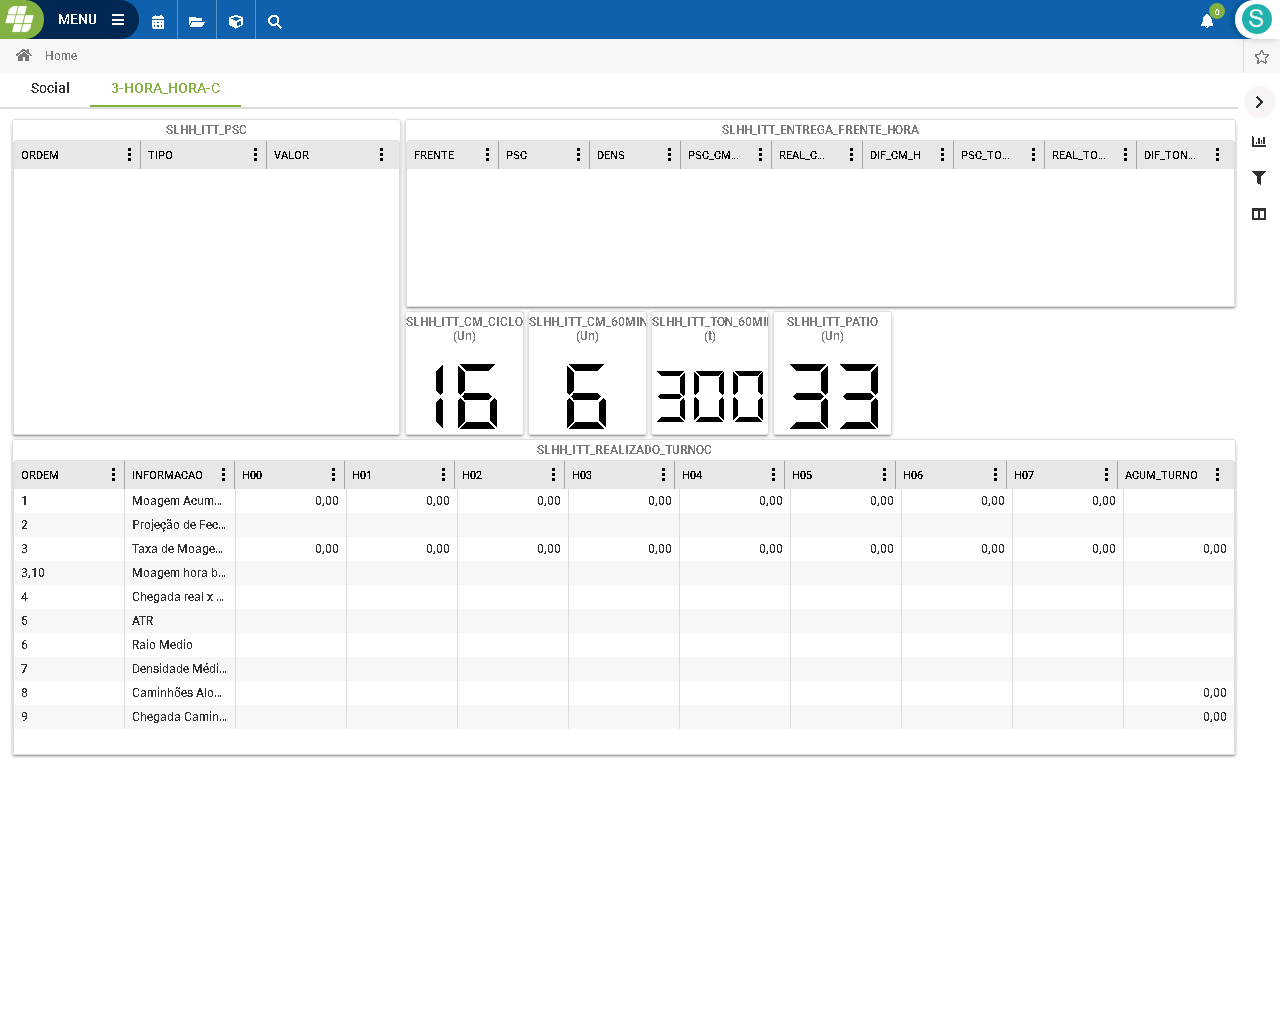 MENU
0
S
Home
Social
3-HORA_HORA-C
SLHH_ITT_PSC
ORDEM TIPO VALOR
SLHH_ITT_ENTREGA_FRENTE_HORA
FRENTE PSC DENS PSC_CM... REAL_C... DIF_CM_H PSC_TO... REAL_TO... DIF_TON...
SLHH_ITT_CM_CICLO
(Un)
16
SLHH_ITT_CM_60MIN
(Un)
6
SLHH_ITT_TON_60MI
(t)
300
SLHH_ITT_PATIO
(Un)
33
SLHH_ITT_REALIZADO_TURNOC
ORDEM INFORMACAO H00 H01 H02 H03 H04 H05 H06 H07 ACUM_TURNO
1 Moagem Acum... 0,00 0,00 0,00 0,00 0,00 0,00 0,00 0,00
2 Projeção de Fec...
3 Taxa de Moage... 0,00 0,00 0,00 0,00 0,00 0,00 0,00 0,00 0,00
3,10 Moagem hora b...
4 Chegada real x ...
5 ATR
6 Raio Medio
7 Densidade Médi...
8 Caminhões Alo... 0,00
9 Chegada Camin... 0,00